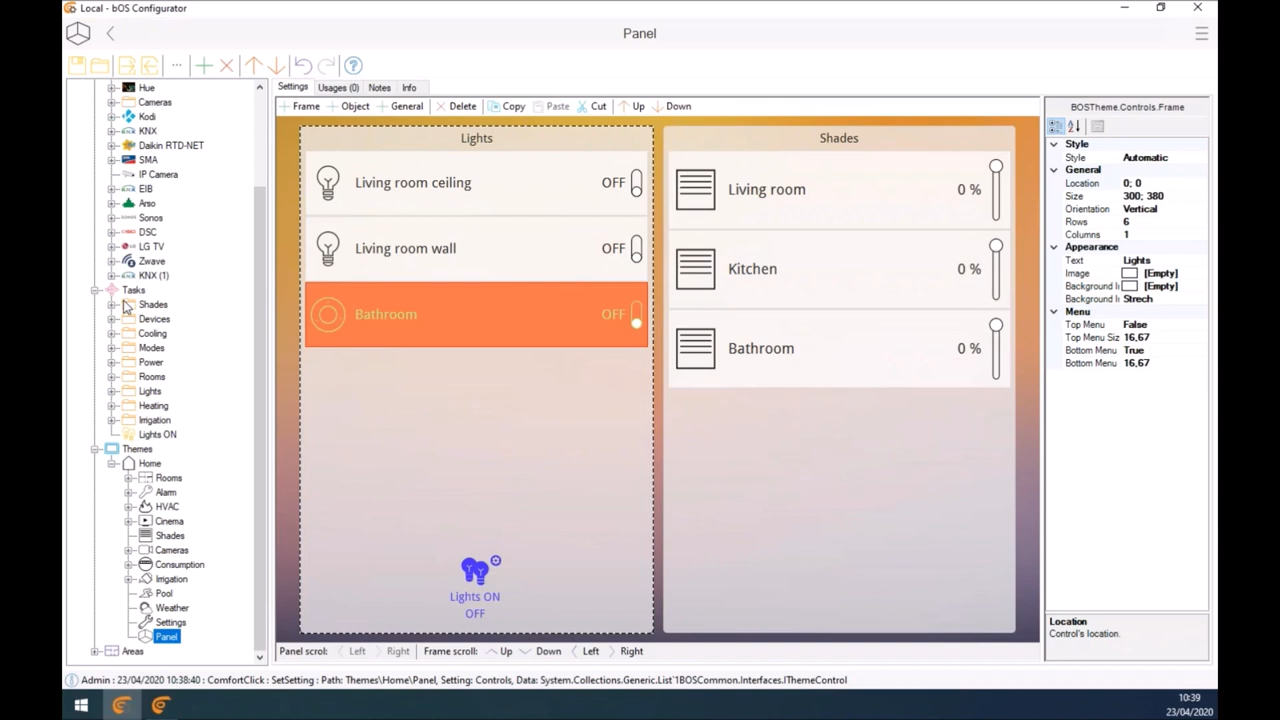 Local - bOS Configurator
Panel
Settings Usages (0) Notes Info
Frame Object General Delete Copy Paste Cut Up Down
Hue
Cameras
Kodi
KNX
Daikin RTD-NET
SMA
IP Camera
EIB
Arso
Sonos
DSC
LG TV
Zwave
KNX (1)
Tasks
Shades
Devices
Cooling
Modes
Power
Rooms
Lights
Heating
Irrigation
Lights ON
Themes
Home
Rooms
Alarm
HVAC
Cinema
Shades
Cameras
Consumption
Irrigation
Pool
Weather
Settings
Panel
Areas
Lights
Living room ceiling OFF
Living room wall OFF
Bathroom OFF
Lights ON
OFF
Shades
Living room 0 %
Kitchen 0 %
Bathroom 0 %
Panel scrol: Left Right Frame scroll: Up Down Left Right
BOSTheme.Controls.Frame
Style
Style Automatic
General
Location 0; 0
Size 300; 380
Orientation Vertical
Rows 6
Columns 1
Appearance
Text Lights
Image [Empty]
Background I [Empty]
Background I Strech
Menu
Top Menu False
Top Menu Siz 16,67
Bottom Menu True
Bottom Menu 16,67
Location
Control's location.
Admin : 23/04/2020 10:38:40 : ComfortClick : SetSetting : Path: Themes\Home\Panel, Setting: Controls, Data: System.Collections.Generic.List`1BOSCommon.Interfaces.IThemeControl
10:39
23/04/2020